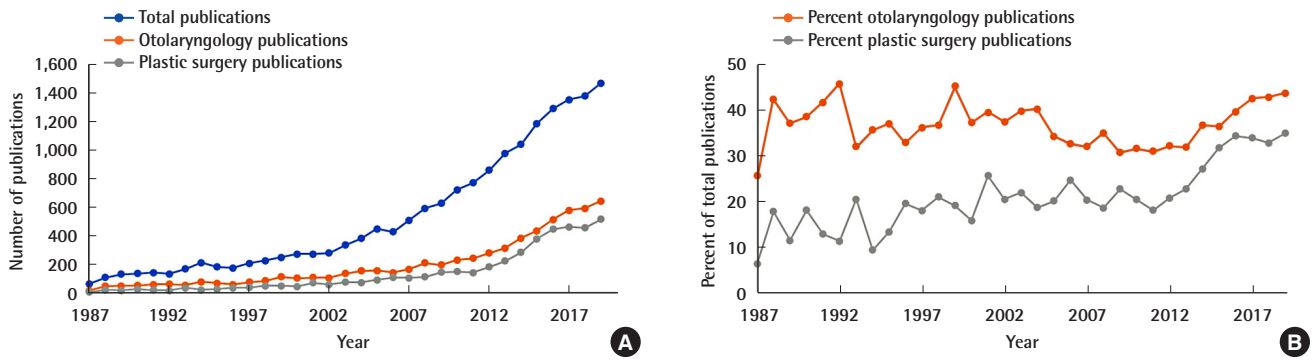 Total publications
Otolaryngology publications
Plastic surgery publications
Number of publications
1,600
1,400
1,200
1,000
800
600
400
200
0
1987 1992 1997 2002 2007 2012 2017
Year
A
Percent otolaryngology publications
Percent plastic surgery publications
Percent of total publications
50
40
30
20
10
0
1987 1992 1997 2002 2007 2012 2017
Year
B